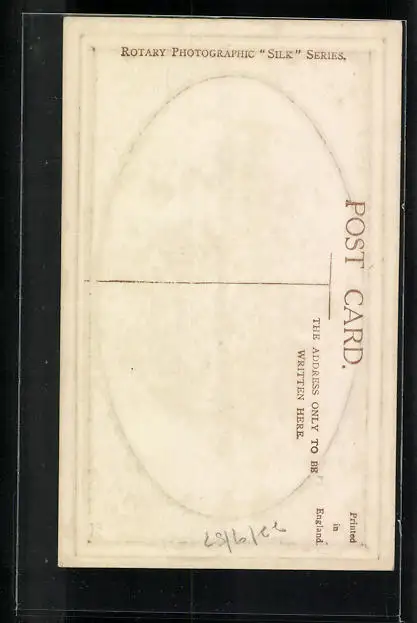 ROTARY PHOTOGRAPHIC "SILK" SERIES.
POST CARD.
THE ADDRESS ONLY TO BE
WRITTEN HERE.
Printed
in
England.